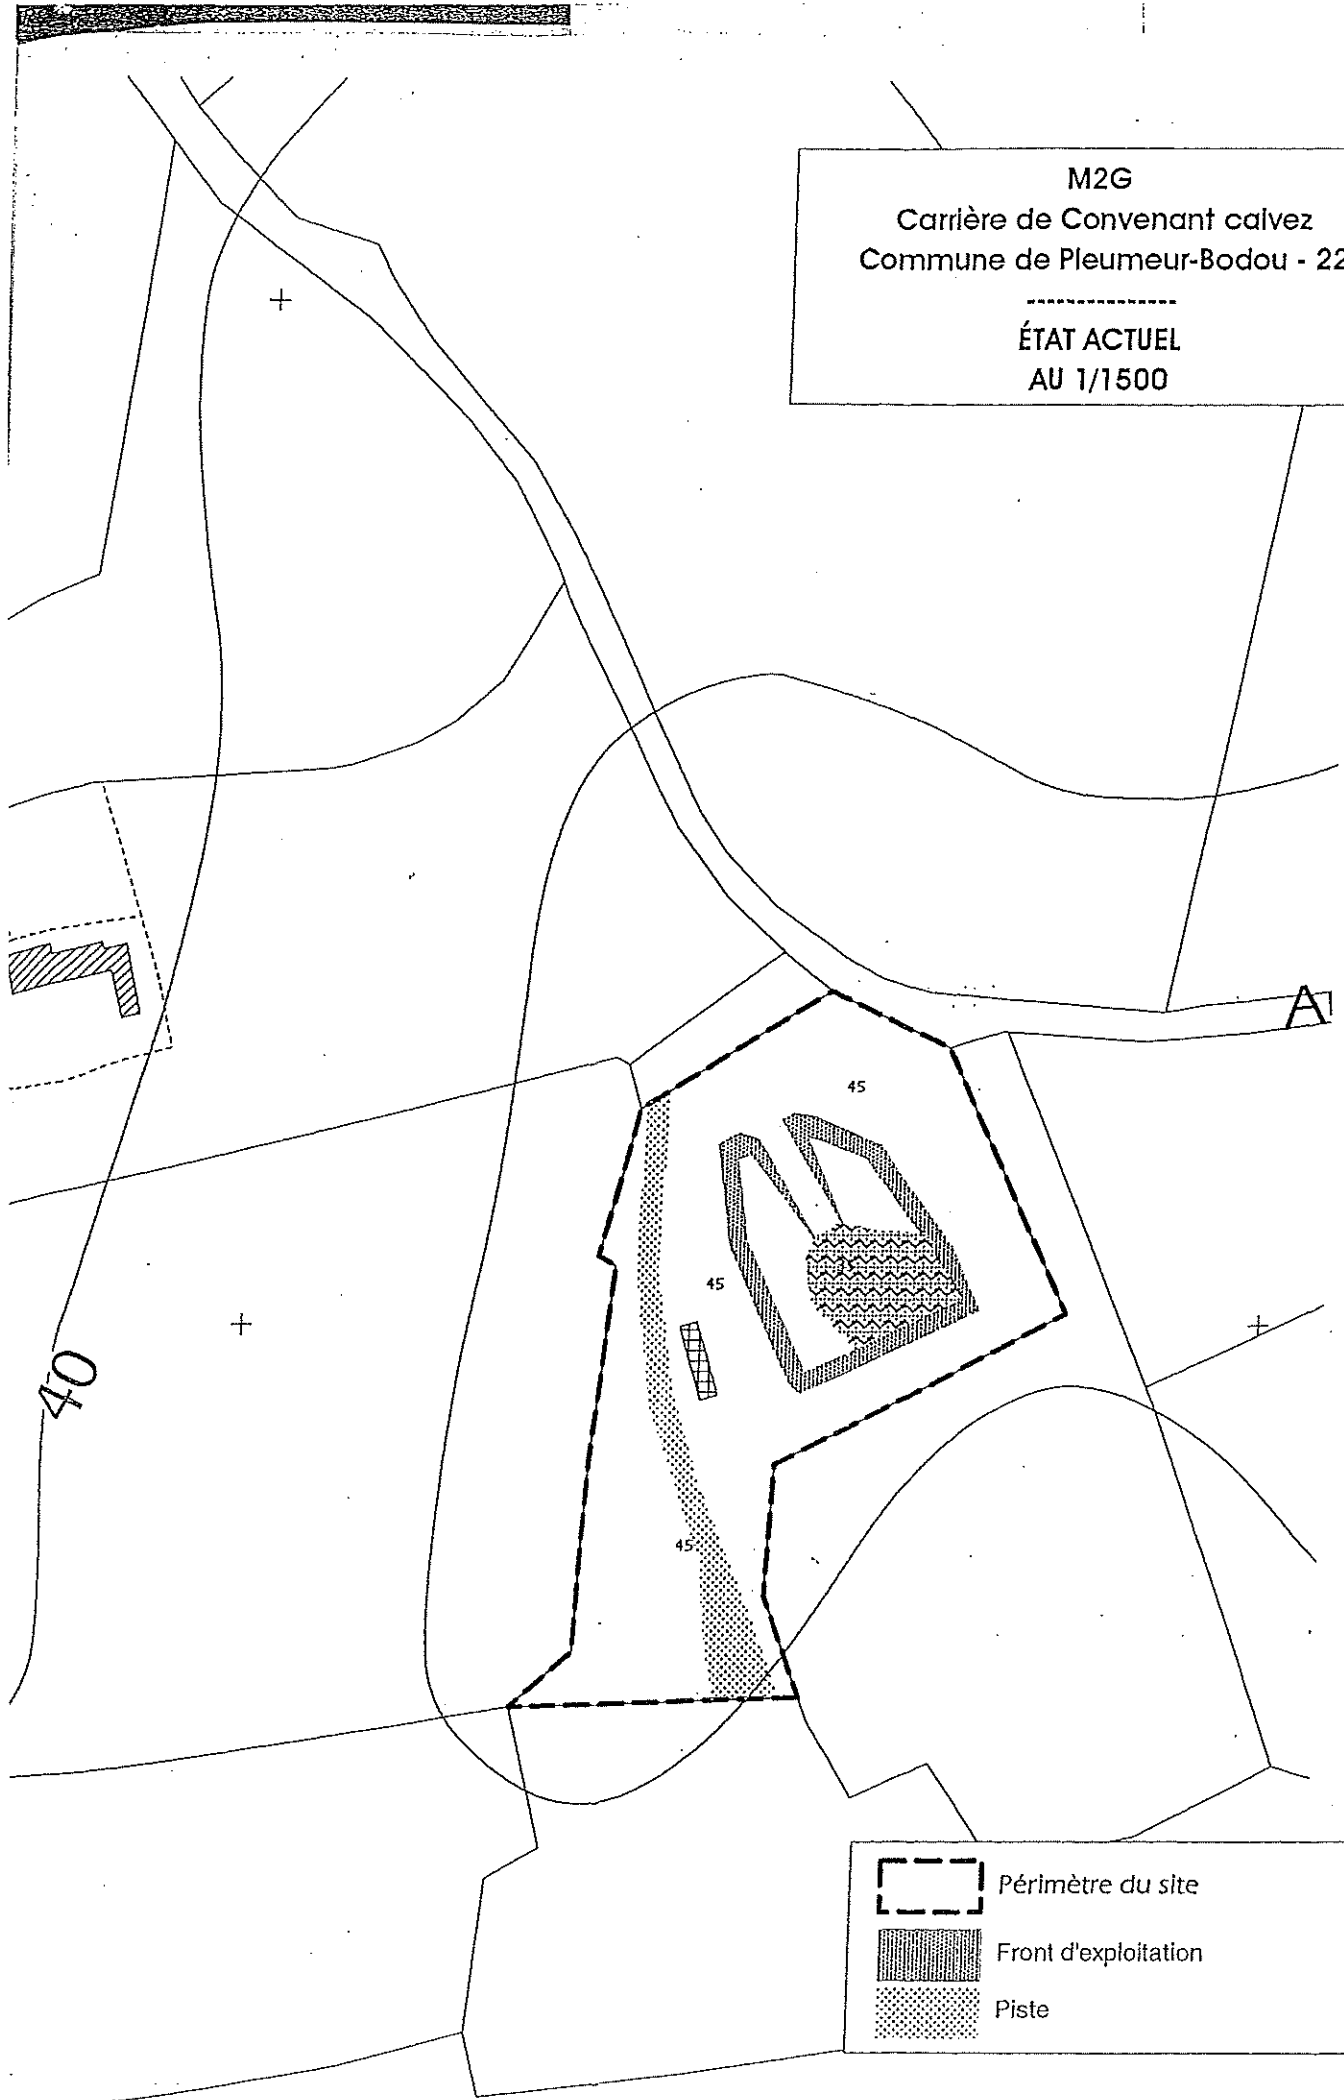 M2G
Carrière de Convenant calvez
Commune de Pleumeur-Bodou - 22
ÉTAT ACTUEL
AU 1/1500
A
45
45
40
45
Périmètre du site
Front d'exploitation
Piste